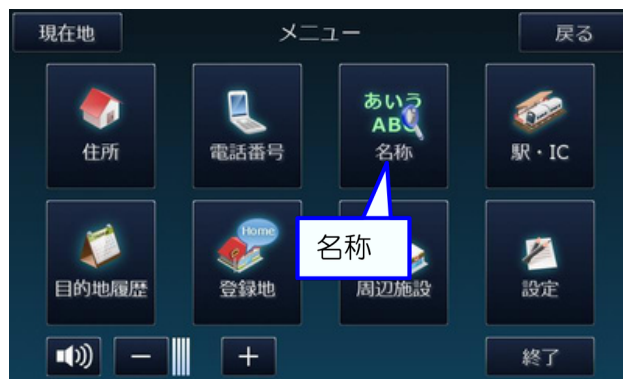 現在地 メニュー 戻る
あいう
ABC
住所 電話番号 名称 駅・IC
名称
Home
目的地履歴 登録地 周辺施設 設定
終了